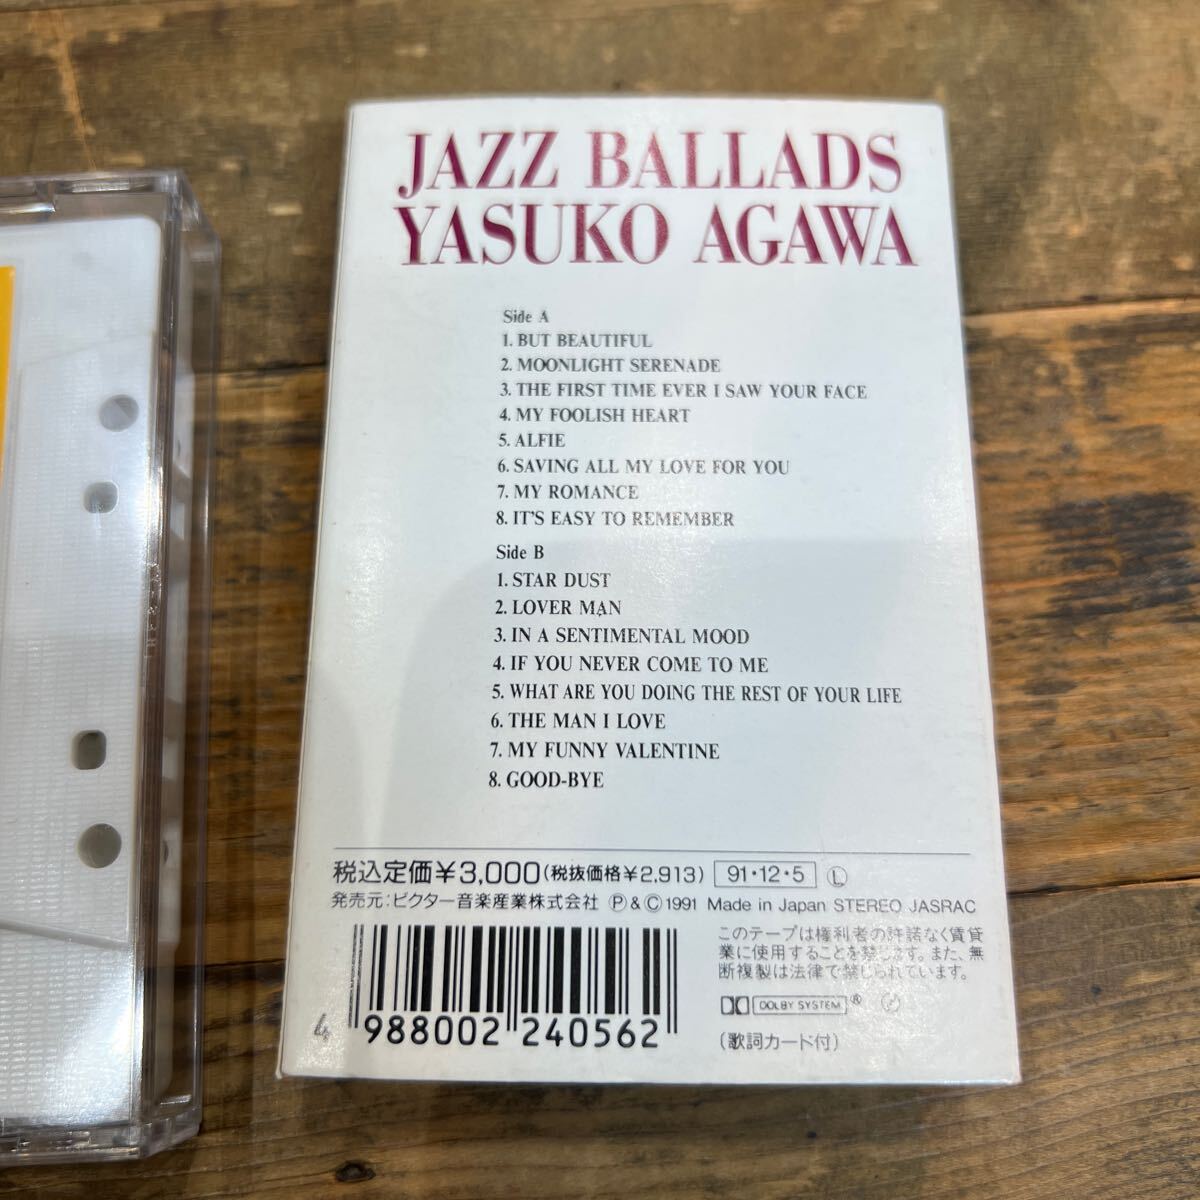 JAZZ BALLADS
YASUKO AGAWA
Side A
1. BUT BEAUTIFUL
2. MOONLIGHT SERENADE
3. THE FIRST TIME EVER I SAW YOUR FACE
4. MY FOOLISH HEART
5. ALFIE
6. SAVING ALL MY LOVE FOR YOU
7. MY ROMANCE
8. IT'S EASY TO REMEMBER
Side B
1. STAR DUST
2. LOVER MAN
3. IN A SENTIMENTAL MOOD
4. IF YOU NEVER COME TO ME
5. WHAT ARE YOU DOING THE REST OF YOUR LIFE
6. THE MAN I LOVE
7. MY FUNNY VALENTINE
8. GOOD-BYE
税込定価¥3,000(税抜価格¥2,913) 91・12・5 Ⓛ
発売元:ビクター音楽産業株式会社 Ⓟ&Ⓒ1991 Made in Japan STEREO JASRAC
このテープは権利者の許諾なく賃貸
業に使用することを禁じます。また、無
断複製は法律で禁じられています。
DOLBY SYSTEM ®
(歌詞カード付)
4 988002 240562